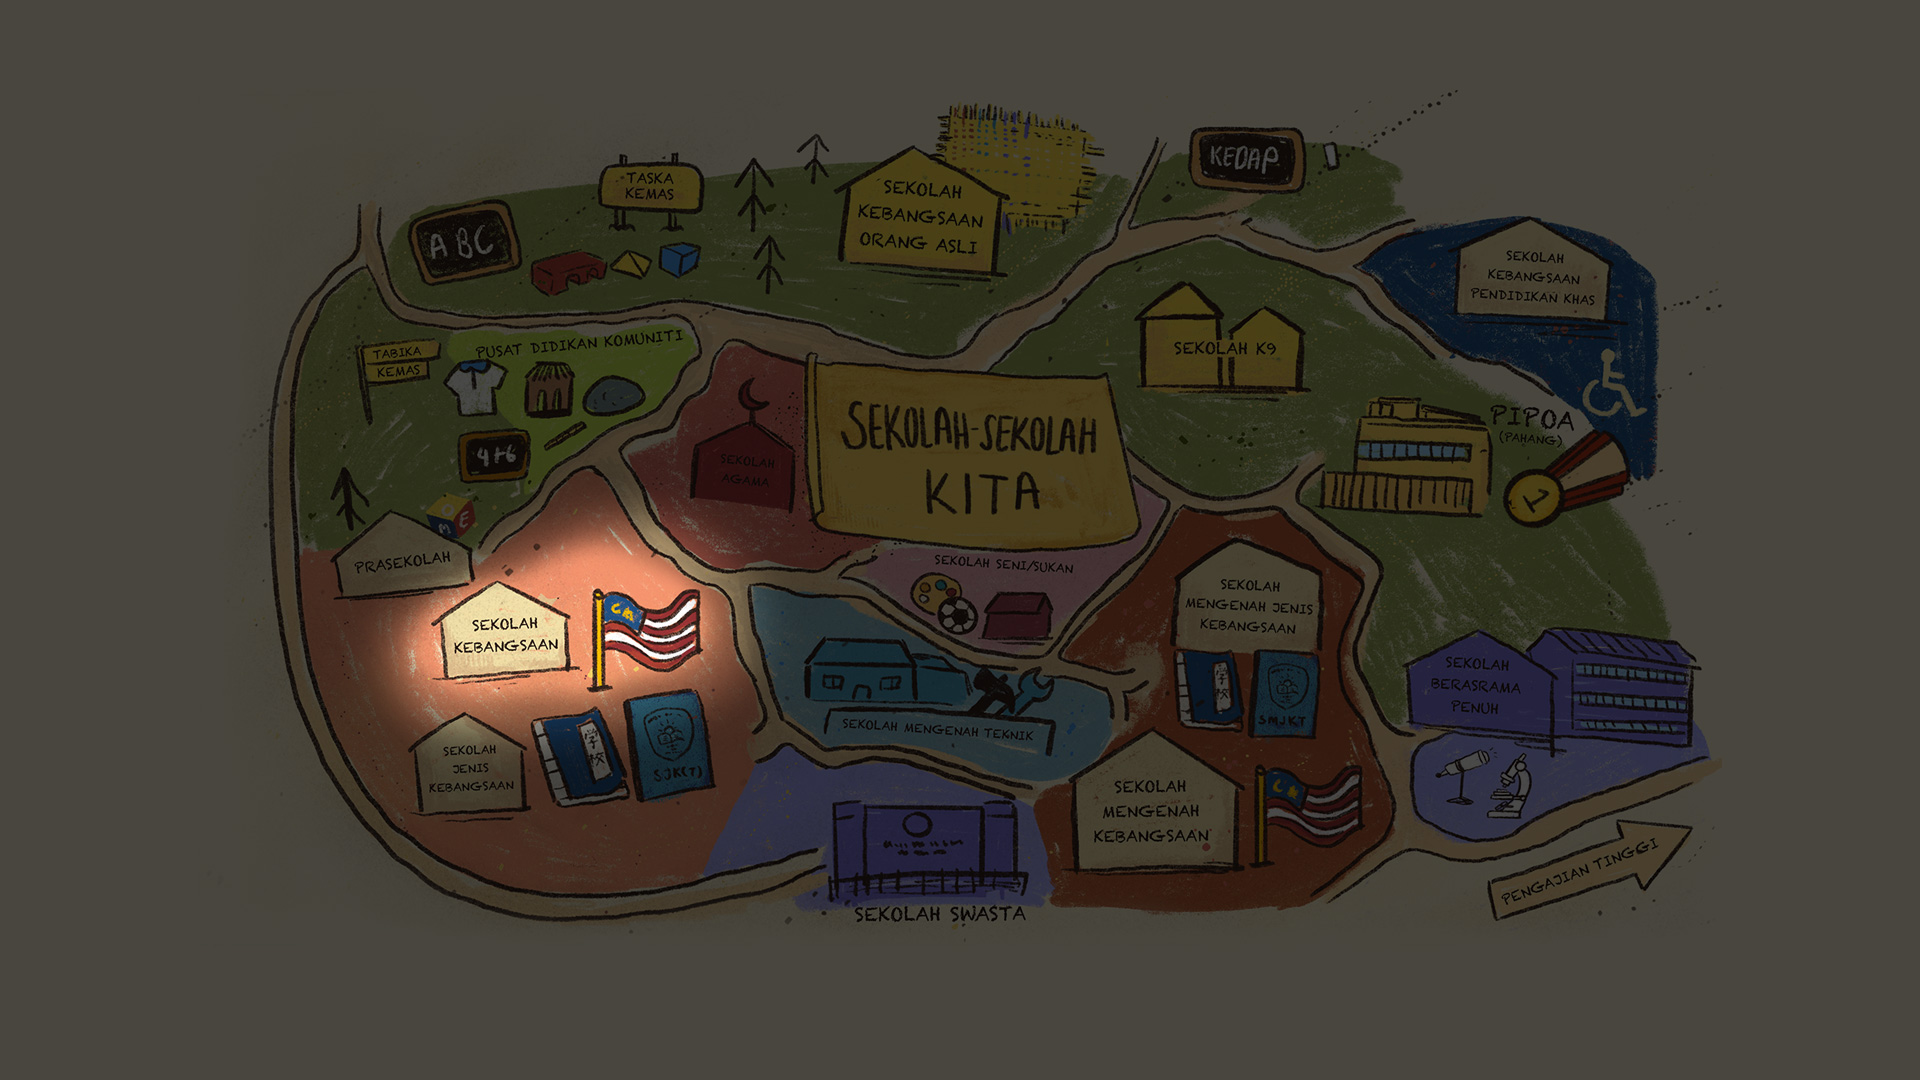 TASKA
KEMAS
ABC
SEKOLAH
KEBANGSAAN
ORANG ASLI
KEDAP
SEKOLAH
KEBANGSAAN
PENDIDIKAN KHAS
TABIKA
KEMAS
PUSAT DIDIKAN KOMUNITI
4+6
SEKOLAH K9
SEKOLAH
AGAMA
SEKOLAH-SEKOLAH
KITA
PIPOA
(PAHANG)
1
M E
PRASEKOLAH
SEKOLAH SENI/SUKAN
SEKOLAH
KEBANGSAAN
SEKOLAH
MENGENAH JENIS
KEBANGSAAN
学校
SMJKT
SEKOLAH
BERASRAMA
PENUH
SEKOLAH MENGENAH TEKNIK
SEKOLAH
JENIS
KEBANGSAAN
学校
SJK(T)
SEKOLAH
MENGENAH
KEBANGSAAN
SEKOLAH SWASTA
PENGAJIAN TINGGI